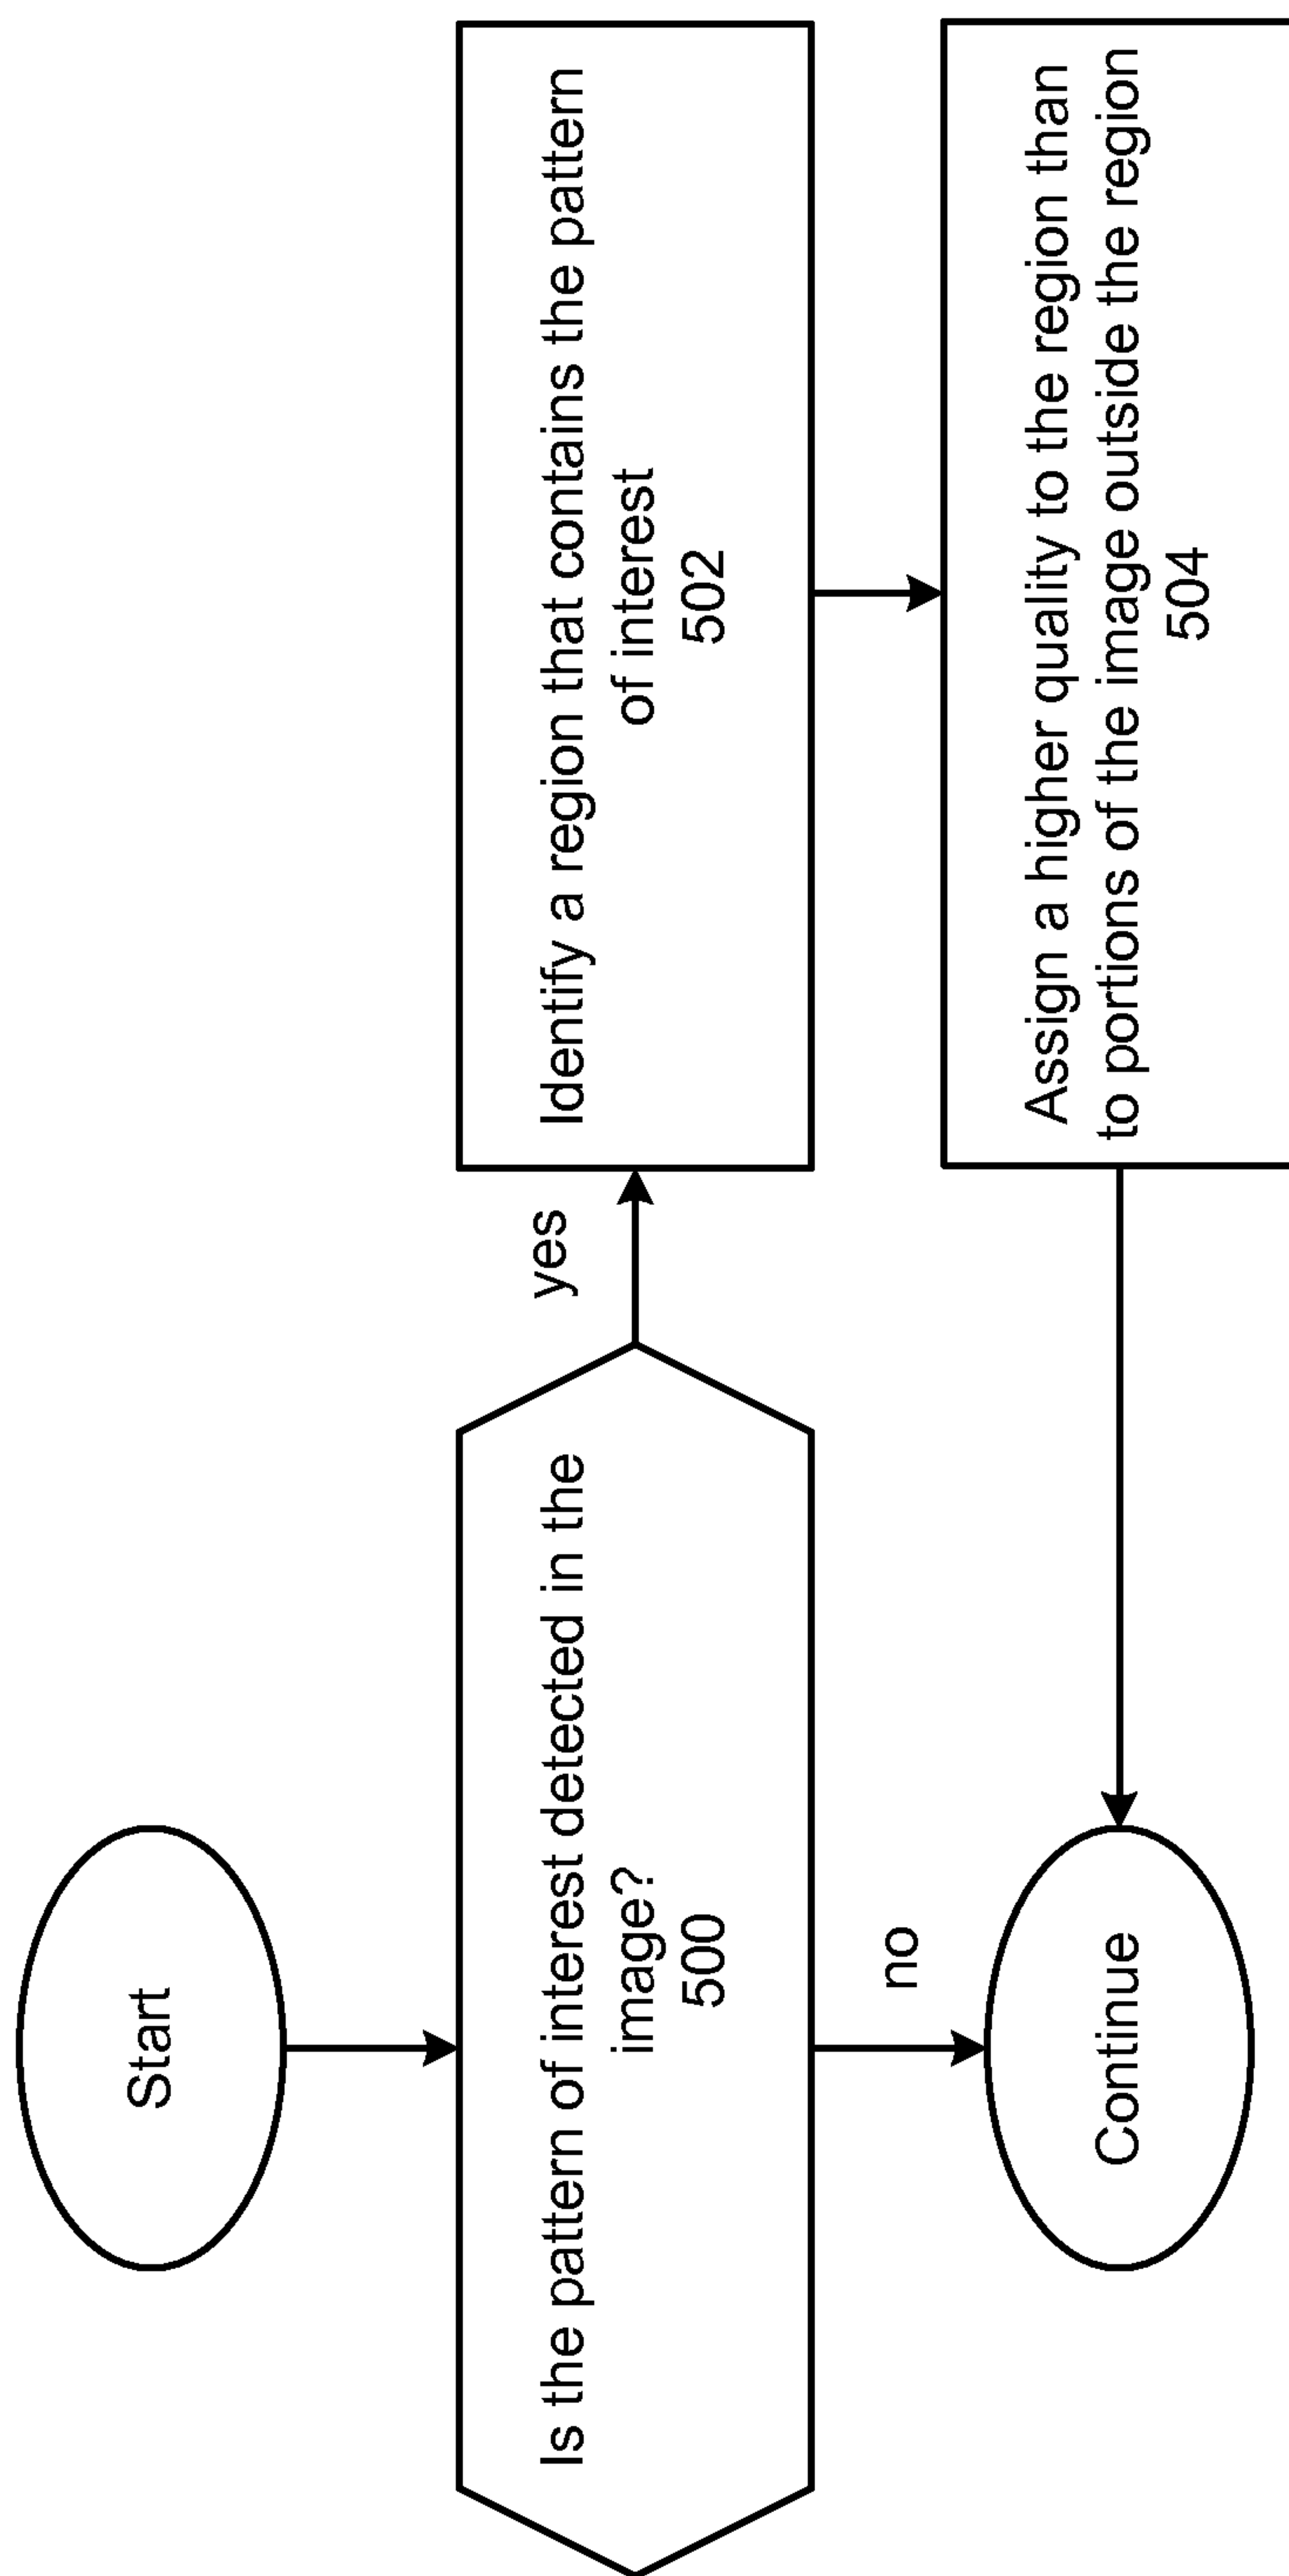 Start
Is the pattern of interest detected in the
image?
500
yes
Identify a region that contains the pattern
of interest
502
no
Continue
Assign a higher quality to the region than
to portions of the image outside the region
504